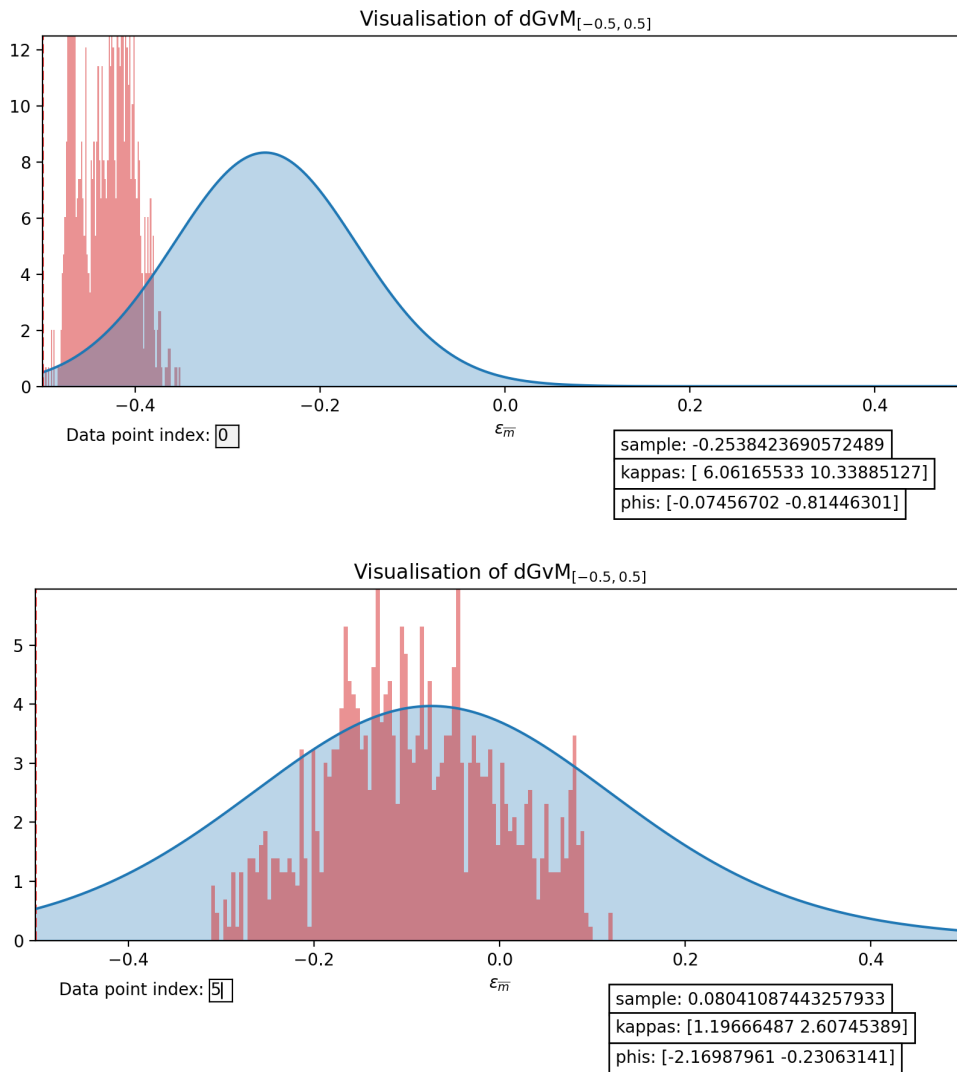 Visualisation of dGvM[−0.5, 0.5]
12
10
8
6
4
2
0
−0.4 −0.2 0.0 0.2 0.4
ε_m̅
Data point index: 0
sample: -0.2538423690572489
kappas: [ 6.06165533 10.33885127]
phis: [-0.07456702 -0.81446301]
Visualisation of dGvM[−0.5, 0.5]
5
4
3
2
1
0
−0.4 −0.2 0.0 0.2 0.4
ε_m̅
Data point index: 5
sample: 0.08041087443257933
kappas: [1.19666487 2.60745389]
phis: [-2.16987961 -0.23063141]